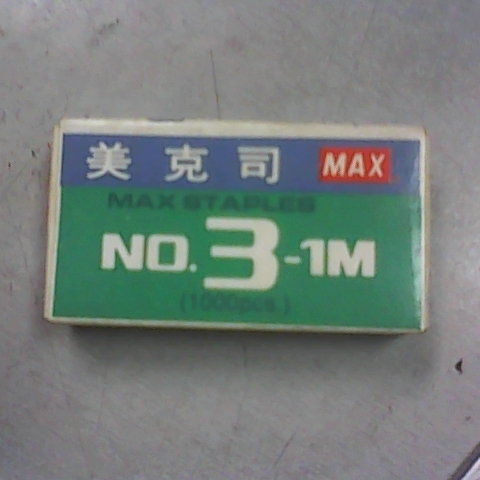 美克司 MAX
MAX STAPLES
NO.3-1M
(1000pcs.)